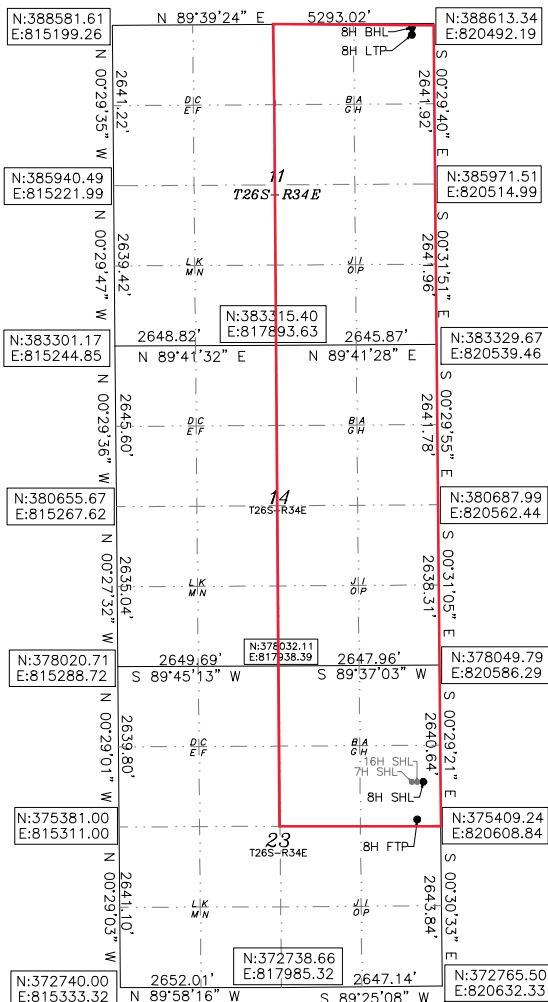 N:388581.61
E:815199.26
N 89°39'24" E 5293.02'
N:388613.34
E:820492.19
8H BHL
8H LTP
N 00°29'35" W
2641.22'
D C
E F
B A
G H
2641.92'
S 00°29'40" E
N:385940.49
E:815221.99
11
T26S-R34E
N:385971.51
E:820514.99
N 00°29'47" W
2639.42'
L K
M N
J I
O P
2641.96'
S 00°31'51" E
N:383315.40
E:817893.63
N:383301.17
E:815244.85
2648.82'
N 89°41'32" E
2645.87'
N 89°41'28" E
N:383329.67
E:820539.46
N 00°29'36" W
2645.60'
D C
E F
B A
G H
2641.78'
S 00°29'55" E
N:380655.67
E:815267.62
14
T26S-R34E
N:380687.99
E:820562.44
N 00°27'32" W
2635.04'
L K
M N
J I
O P
2638.31'
S 00°31'05" E
N:378032.11
E:817938.39
N:378020.71
E:815288.72
2649.69'
S 89°45'13" W
2647.96'
S 89°37'03" W
N:378049.79
E:820586.29
N 00°29'01" W
2639.80'
D C
E F
B A
G H
2640.64'
S 00°29'21" E
16H SHL
7H SHL
8H SHL
N:375381.00
E:815311.00
23
T26S-R34E
8H FTP
N:375409.24
E:820608.84
N 00°29'03" W
2641.10'
L K
M N
J I
O P
2643.84'
S 00°30'33" E
N:372738.66
E:817985.32
N:372740.00
E:815333.32
2652.01'
N 89°58'16" W
2647.14'
S 89°25'08" W
N:372765.50
E:820632.33